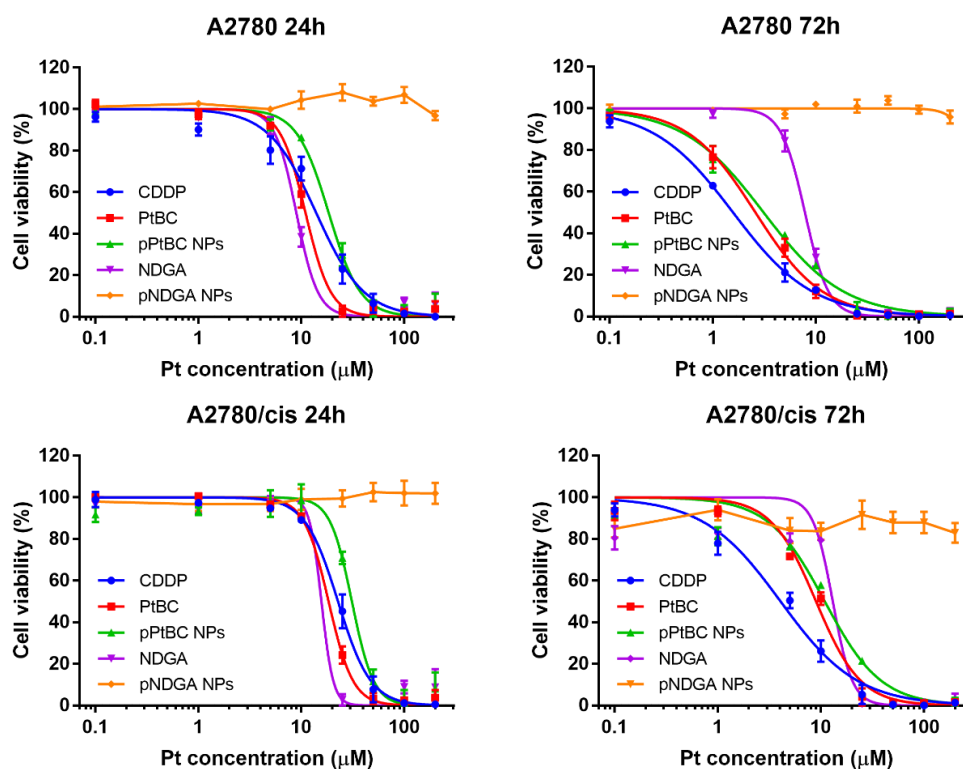 A2780 24h
Cell viability (%)
120
100
80
60
40
20
0
CDDP
PtBC
pPtBC NPs
NDGA
pNDGA NPs
0.1 1 10 100
Pt concentration (μM)
A2780 72h
Cell viability (%)
120
100
80
60
40
20
0
CDDP
PtBC
pPtBC NPs
NDGA
pNDGA NPs
0.1 1 10 100
Pt concentration (μM)
A2780/cis 24h
Cell viability (%)
120
100
80
60
40
20
0
CDDP
PtBC
pPtBC NPs
NDGA
pNDGA NPs
0.1 1 10 100
Pt concentration (μM)
A2780/cis 72h
Cell viability (%)
120
100
80
60
40
20
0
CDDP
PtBC
pPtBC NPs
NDGA
pNDGA NPs
0.1 1 10 100
Pt concentration (μM)